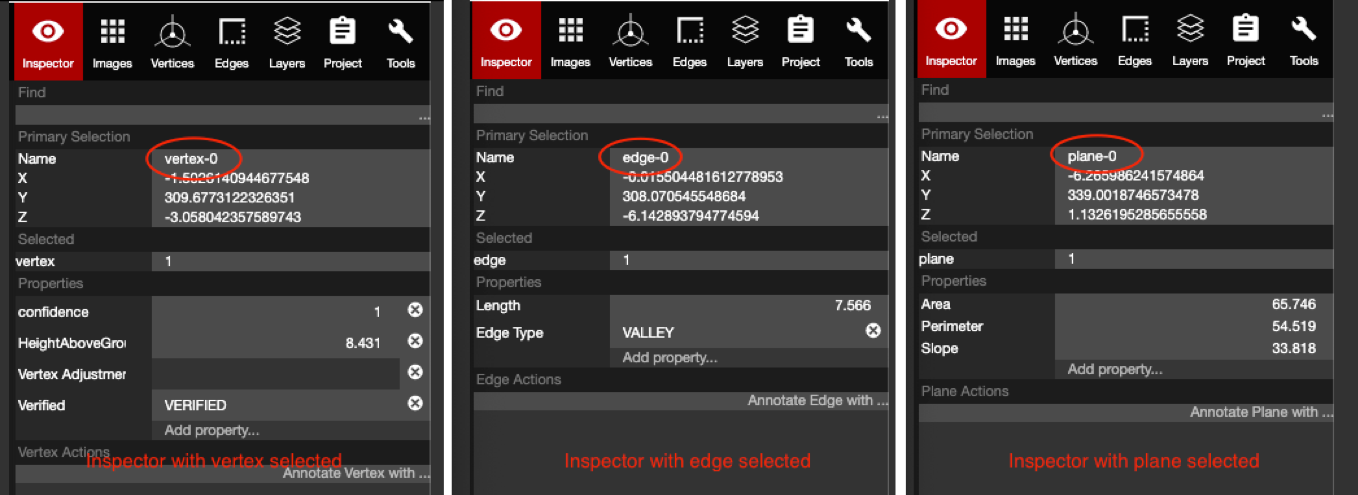 Inspector Images Vertices Edges Layers Project Tools
Find
...
Primary Selection
Name vertex-0
X -1.5026140944677548
Y 309.6773122326351
Z -3.058042357589743
Selected
vertex 1
Properties
confidence 1
HeightAboveGrou 8.431
Vertex Adjustmer
Verified VERIFIED
Add property...
Vertex Actions
Annotate Vertex with ...
Inspector with vertex selected
Inspector Images Vertices Edges Layers Project Tools
Find
...
Primary Selection
Name edge-0
X -0.015504481612778953
Y 308.070545548684
Z -6.142893794774594
Selected
edge 1
Properties
Length 7.566
Edge Type VALLEY
Add property...
Edge Actions
Annotate Edge with ...
Inspector with edge selected
Inspector Images Vertices Edges Layers Project Tools
Find
...
Primary Selection
Name plane-0
X -6.265986241574864
Y 339.0018746573478
Z 1.1326195285655558
Selected
plane 1
Properties
Area 65.746
Perimeter 54.519
Slope 33.818
Add property...
Plane Actions
Annotate Plane with ...
Inspector with plane selected